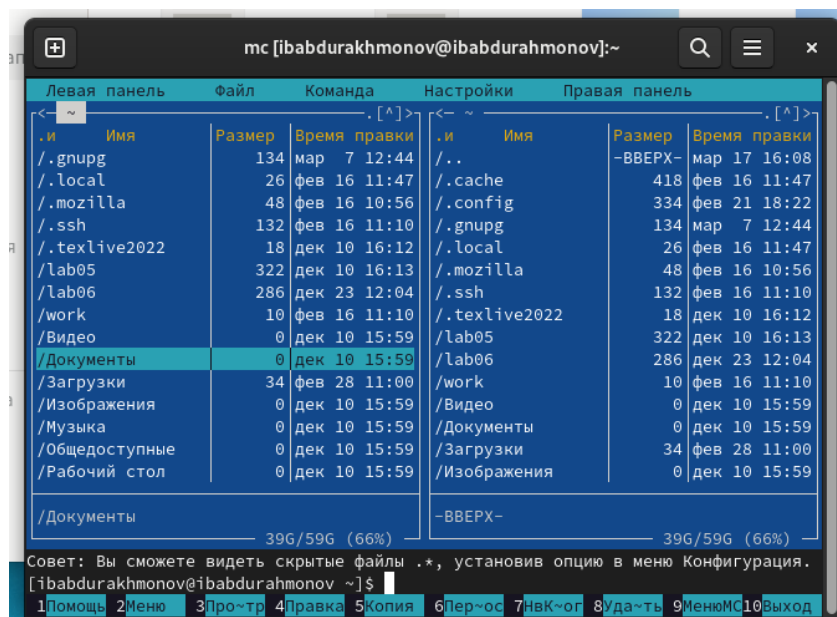 mc [ibabdurakhmonov@ibabdurahmonov]:~
Левая панель Файл Команда Настройки Правая панель
<— ~ .[^]> <— ~ .[^]>
.и Имя Размер Время правки .и Имя Размер Время правки
/.gnupg 134 мар 7 12:44 /.. -ВВЕРХ- мар 17 16:08
/.local 26 фев 16 11:47 /.cache 418 фев 16 11:47
/.mozilla 48 фев 16 10:56 /.config 334 фев 21 18:22
/.ssh 132 фев 16 11:10 /.gnupg 134 мар 7 12:44
/.texlive2022 18 дек 10 16:12 /.local 26 фев 16 11:47
/lab05 322 дек 10 16:13 /.mozilla 48 фев 16 10:56
/lab06 286 дек 23 12:04 /.ssh 132 фев 16 11:10
/work 10 фев 16 11:10 /.texlive2022 18 дек 10 16:12
/Видео 0 дек 10 15:59 /lab05 322 дек 10 16:13
/Документы 0 дек 10 15:59 /lab06 286 дек 23 12:04
/Загрузки 34 фев 28 11:00 /work 10 фев 16 11:10
/Изображения 0 дек 10 15:59 /Видео 0 дек 10 15:59
/Музыка 0 дек 10 15:59 /Документы 0 дек 10 15:59
/Общедоступные 0 дек 10 15:59 /Загрузки 34 фев 28 11:00
/Рабочий стол 0 дек 10 15:59 /Изображения 0 дек 10 15:59
/Документы -ВВЕРХ-
39G/59G (66%) 39G/59G (66%)
Совет: Вы сможете видеть скрытые файлы .*, установив опцию в меню Конфигурация.
[ibabdurakhmonov@ibabdurahmonov ~]$
1Помощь 2Меню 3Про~тр 4Правка 5Копия 6Пер~ос 7НвК~ог 8Уда~ть 9МенюМС 10Выход